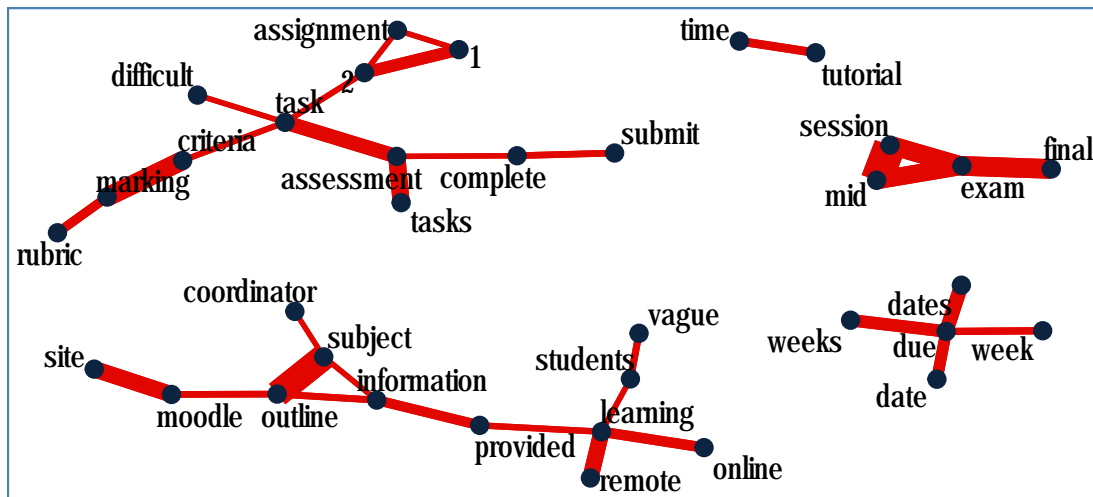 assignment
1
2
difficult
task
criteria
marking
rubric
assessment
tasks
complete
submit
time
tutorial
session
mid
exam
final
coordinator
subject
site
moodle
outline
information
provided
vague
students
learning
remote
online
dates
weeks
due
week
date